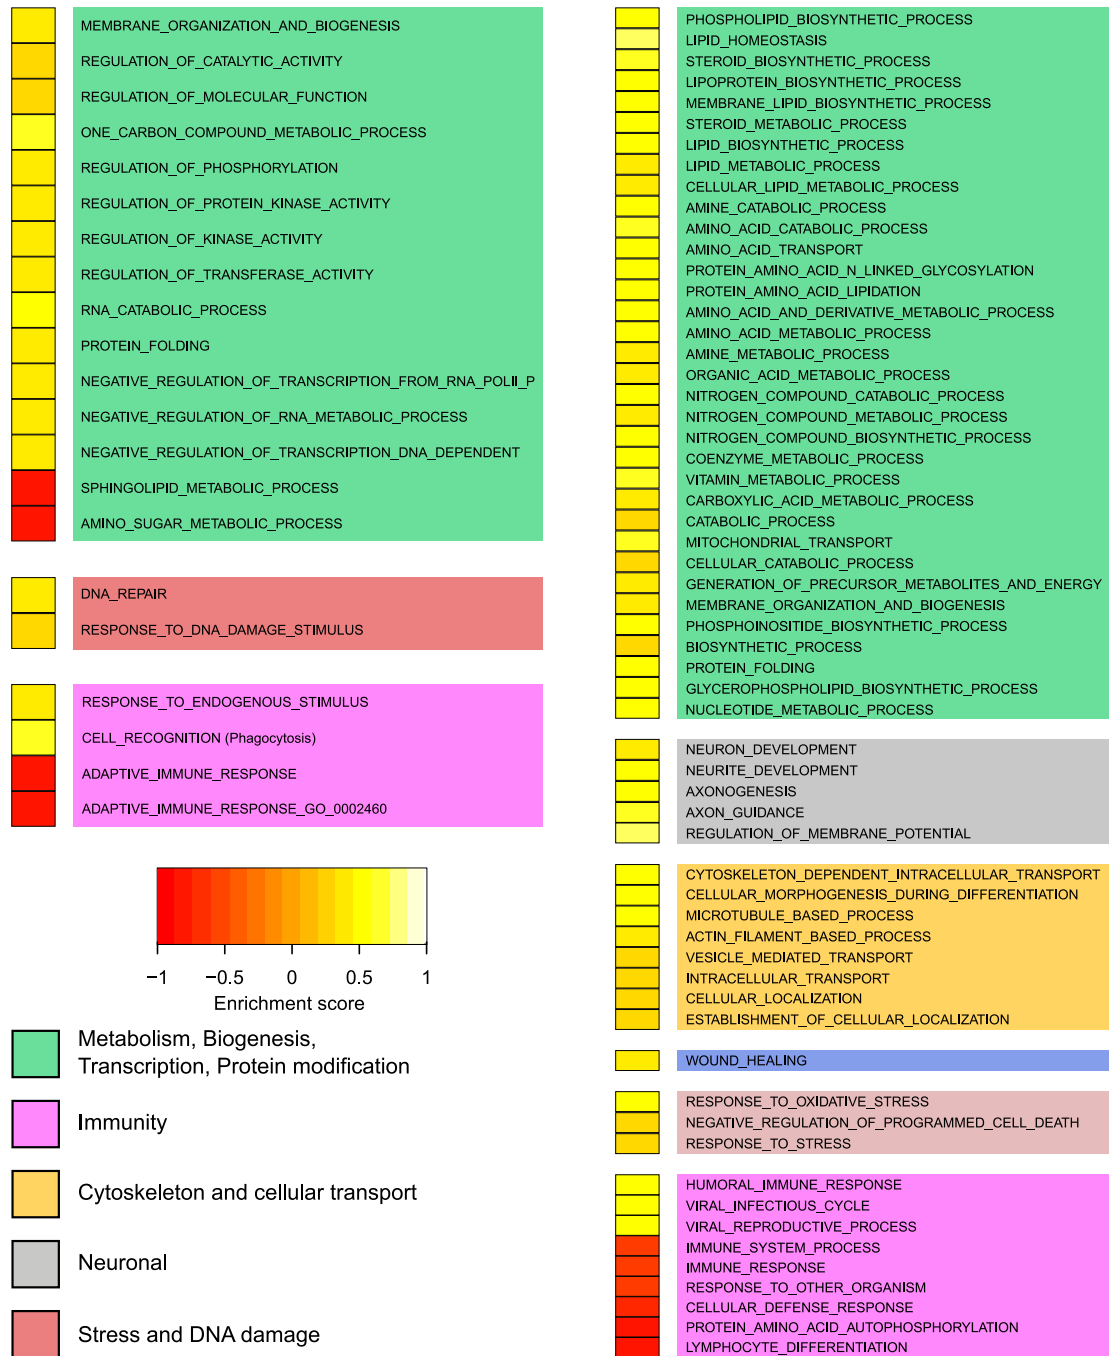 MEMBRANE_ORGANIZATION_AND_BIOGENESIS
REGULATION_OF_CATALYTIC_ACTIVITY
REGULATION_OF_MOLECULAR_FUNCTION
ONE_CARBON_COMPOUND_METABOLIC_PROCESS
REGULATION_OF_PHOSPHORYLATION
REGULATION_OF_PROTEIN_KINASE_ACTIVITY
REGULATION_OF_KINASE_ACTIVITY
REGULATION_OF_TRANSFERASE_ACTIVITY
RNA_CATABOLIC_PROCESS
PROTEIN_FOLDING
NEGATIVE_REGULATION_OF_TRANSCRIPTION_FROM_RNA_POLII_P
NEGATIVE_REGULATION_OF_RNA_METABOLIC_PROCESS
NEGATIVE_REGULATION_OF_TRANSCRIPTION_DNA_DEPENDENT
SPHINGOLIPID_METABOLIC_PROCESS
AMINO_SUGAR_METABOLIC_PROCESS
DNA_REPAIR
RESPONSE_TO_DNA_DAMAGE_STIMULUS
RESPONSE_TO_ENDOGENOUS_STIMULUS
CELL_RECOGNITION (Phagocytosis)
ADAPTIVE_IMMUNE_RESPONSE
ADAPTIVE_IMMUNE_RESPONSE_GO_0002460
−1 −0.5 0 0.5 1
Enrichment score
Metabolism, Biogenesis,
Transcription, Protein modification
Immunity
Cytoskeleton and cellular transport
Neuronal
Stress and DNA damage
PHOSPHOLIPID_BIOSYNTHETIC_PROCESS
LIPID_HOMEOSTASIS
STEROID_BIOSYNTHETIC_PROCESS
LIPOPROTEIN_BIOSYNTHETIC_PROCESS
MEMBRANE_LIPID_BIOSYNTHETIC_PROCESS
STEROID_METABOLIC_PROCESS
LIPID_BIOSYNTHETIC_PROCESS
LIPID_METABOLIC_PROCESS
CELLULAR_LIPID_METABOLIC_PROCESS
AMINE_CATABOLIC_PROCESS
AMINO_ACID_CATABOLIC_PROCESS
AMINO_ACID_TRANSPORT
PROTEIN_AMINO_ACID_N_LINKED_GLYCOSYLATION
PROTEIN_AMINO_ACID_LIPIDATION
AMINO_ACID_AND_DERIVATIVE_METABOLIC_PROCESS
AMINO_ACID_METABOLIC_PROCESS
AMINE_METABOLIC_PROCESS
ORGANIC_ACID_METABOLIC_PROCESS
NITROGEN_COMPOUND_CATABOLIC_PROCESS
NITROGEN_COMPOUND_METABOLIC_PROCESS
NITROGEN_COMPOUND_BIOSYNTHETIC_PROCESS
COENZYME_METABOLIC_PROCESS
VITAMIN_METABOLIC_PROCESS
CARBOXYLIC_ACID_METABOLIC_PROCESS
CATABOLIC_PROCESS
MITOCHONDRIAL_TRANSPORT
CELLULAR_CATABOLIC_PROCESS
GENERATION_OF_PRECURSOR_METABOLITES_AND_ENERGY
MEMBRANE_ORGANIZATION_AND_BIOGENESIS
PHOSPHOINOSITIDE_BIOSYNTHETIC_PROCESS
BIOSYNTHETIC_PROCESS
PROTEIN_FOLDING
GLYCEROPHOSPHOLIPID_BIOSYNTHETIC_PROCESS
NUCLEOTIDE_METABOLIC_PROCESS
NEURON_DEVELOPMENT
NEURITE_DEVELOPMENT
AXONOGENESIS
AXON_GUIDANCE
REGULATION_OF_MEMBRANE_POTENTIAL
CYTOSKELETON_DEPENDENT_INTRACELLULAR_TRANSPORT
CELLULAR_MORPHOGENESIS_DURING_DIFFERENTIATION
MICROTUBULE_BASED_PROCESS
ACTIN_FILAMENT_BASED_PROCESS
VESICLE_MEDIATED_TRANSPORT
INTRACELLULAR_TRANSPORT
CELLULAR_LOCALIZATION
ESTABLISHMENT_OF_CELLULAR_LOCALIZATION
WOUND_HEALING
RESPONSE_TO_OXIDATIVE_STRESS
NEGATIVE_REGULATION_OF_PROGRAMMED_CELL_DEATH
RESPONSE_TO_STRESS
HUMORAL_IMMUNE_RESPONSE
VIRAL_INFECTIOUS_CYCLE
VIRAL_REPRODUCTIVE_PROCESS
IMMUNE_SYSTEM_PROCESS
IMMUNE_RESPONSE
RESPONSE_TO_OTHER_ORGANISM
CELLULAR_DEFENSE_RESPONSE
PROTEIN_AMINO_ACID_AUTOPHOSPHORYLATION
LYMPHOCYTE_DIFFERENTIATION